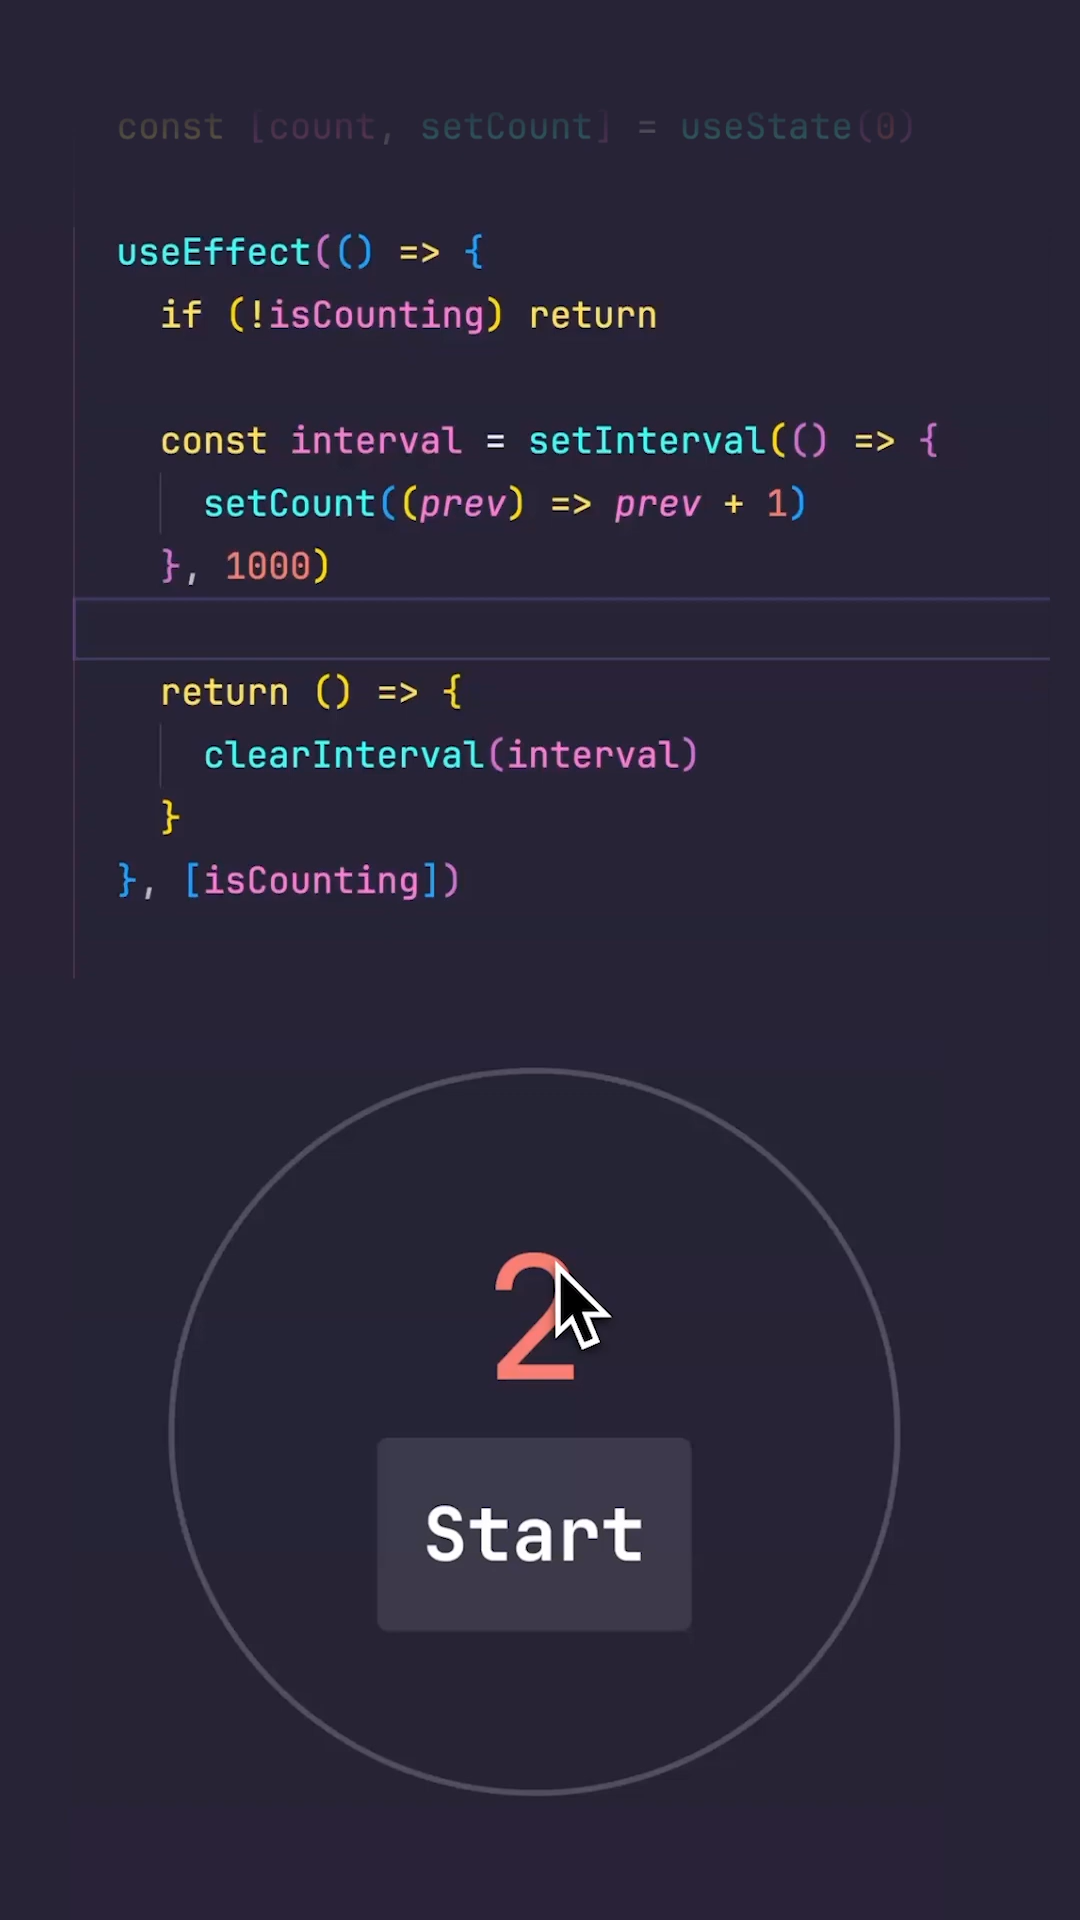 const [count, setCount] = useState(0)
useEffect(() => {
if (!isCounting) return
const interval = setInterval(() => {
setCount((prev) => prev + 1)
}, 1000)
return () => {
clearInterval(interval)
}
}, [isCounting])
2
Start